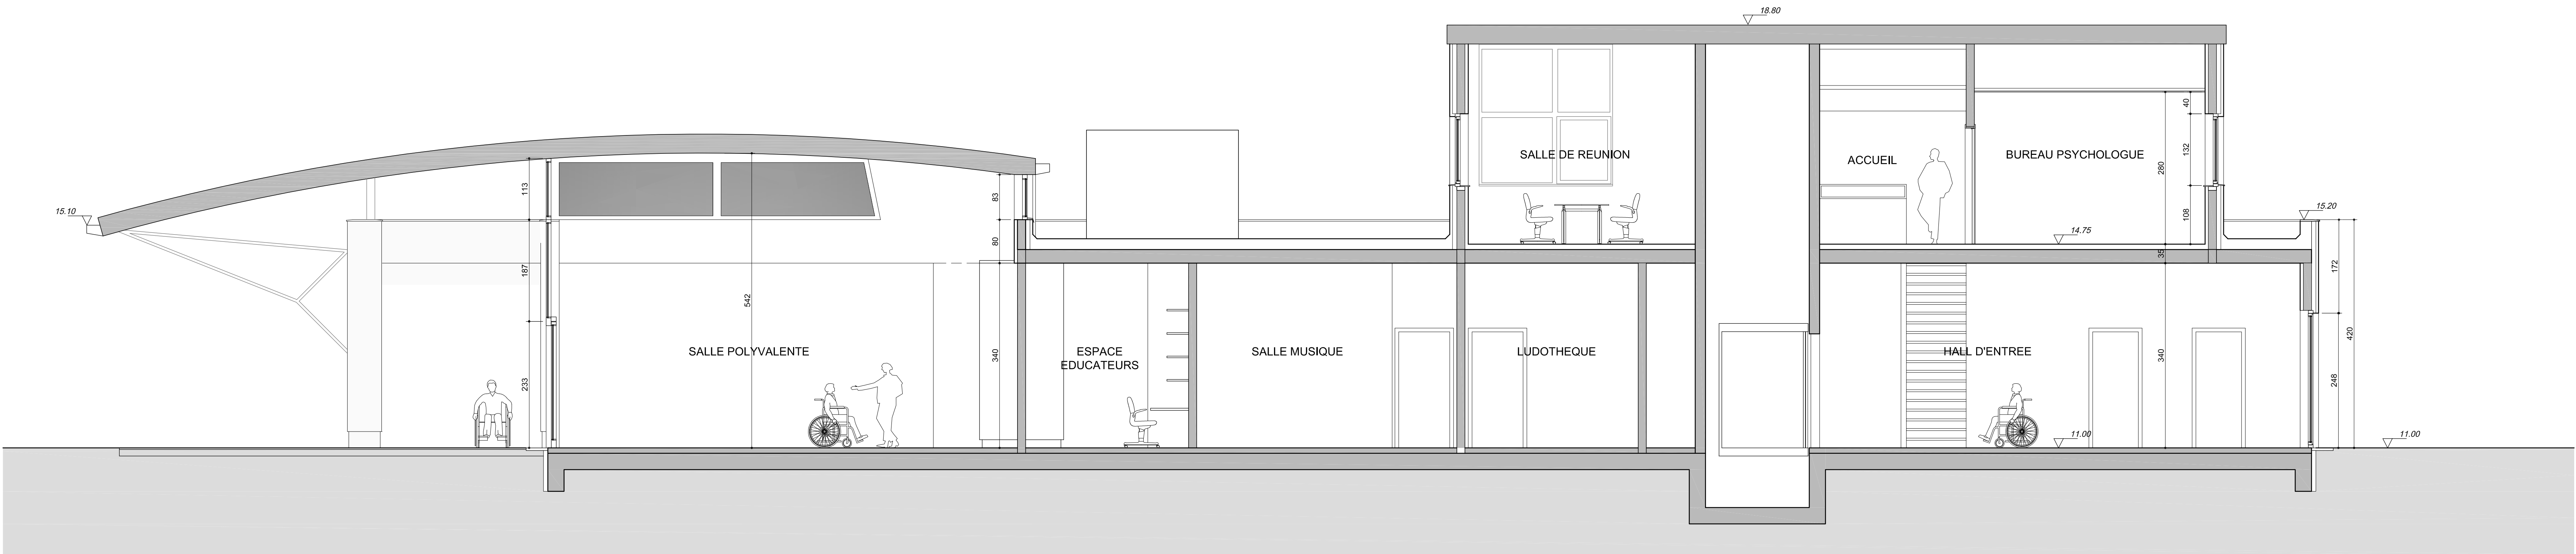 18.80
15.10
113
187
233
542
83
80
340
SALLE POLYVALENTE
ESPACE
EDUCATEURS
SALLE MUSIQUE
LUDOTHEQUE
SALLE DE REUNION
ACCUEIL
BUREAU PSYCHOLOGUE
280
40
132
108
14.75
35
15.20
HALL D'ENTREE
340
11.00
172
248
420
11.00